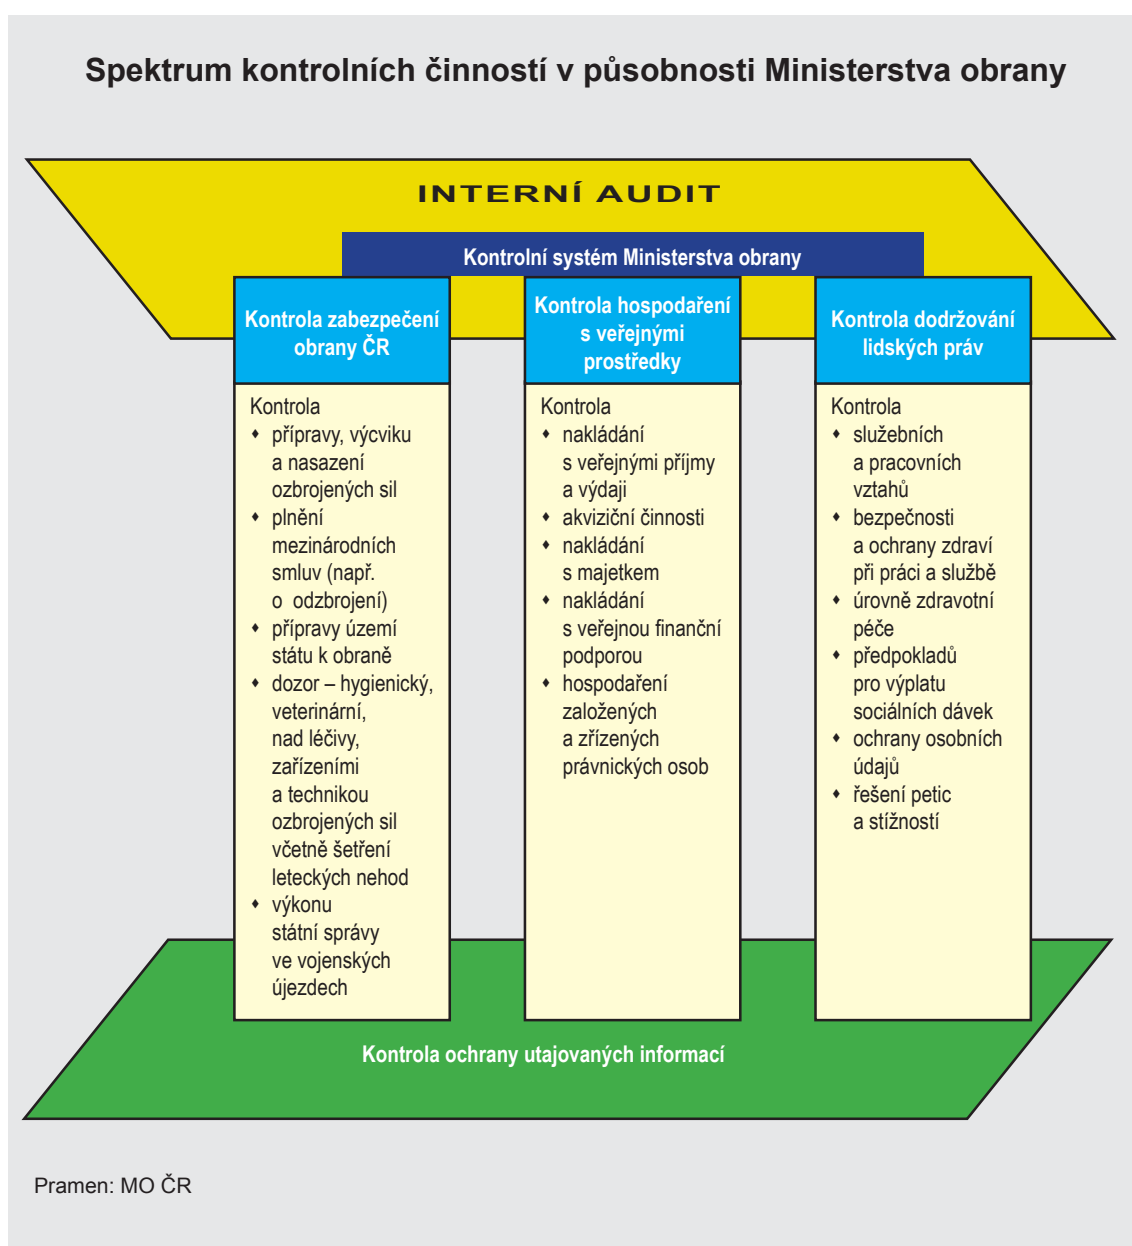 Spektrum kontrolních činností v působnosti Ministerstva obrany
INTERNÍ AUDIT
Kontrolní systém Ministerstva obrany
Kontrola zabezpečení
obrany ČR
Kontrola
⬧ přípravy, výcviku
a nasazení
ozbrojených sil
⬧ plnění
mezinárodních
smluv (např.
o odzbrojení)
⬧ přípravy území
státu k obraně
⬧ dozor – hygienický,
veterinární,
nad léčivy,
zařízeními
a technikou
ozbrojených sil
včetně šetření
leteckých nehod
⬧ výkonu
státní správy
ve vojenských
újezdech
Kontrola hospodaření
s veřejnými
prostředky
Kontrola
⬧ nakládání
s veřejnými příjmy
a výdaji
⬧ akviziční činnosti
⬧ nakládání
s majetkem
⬧ nakládání
s veřejnou finanční
podporou
⬧ hospodaření
založených
a zřízených
právnických osob
Kontrola dodržování
lidských práv
Kontrola
⬧ služebních
a pracovních
vztahů
⬧ bezpečnosti
a ochrany zdraví
při práci a službě
⬧ úrovně zdravotní
péče
⬧ předpokladů
pro výplatu
sociálních dávek
⬧ ochrany osobních
údajů
⬧ řešení petic
a stížností
Kontrola ochrany utajovaných informací
Pramen: MO ČR